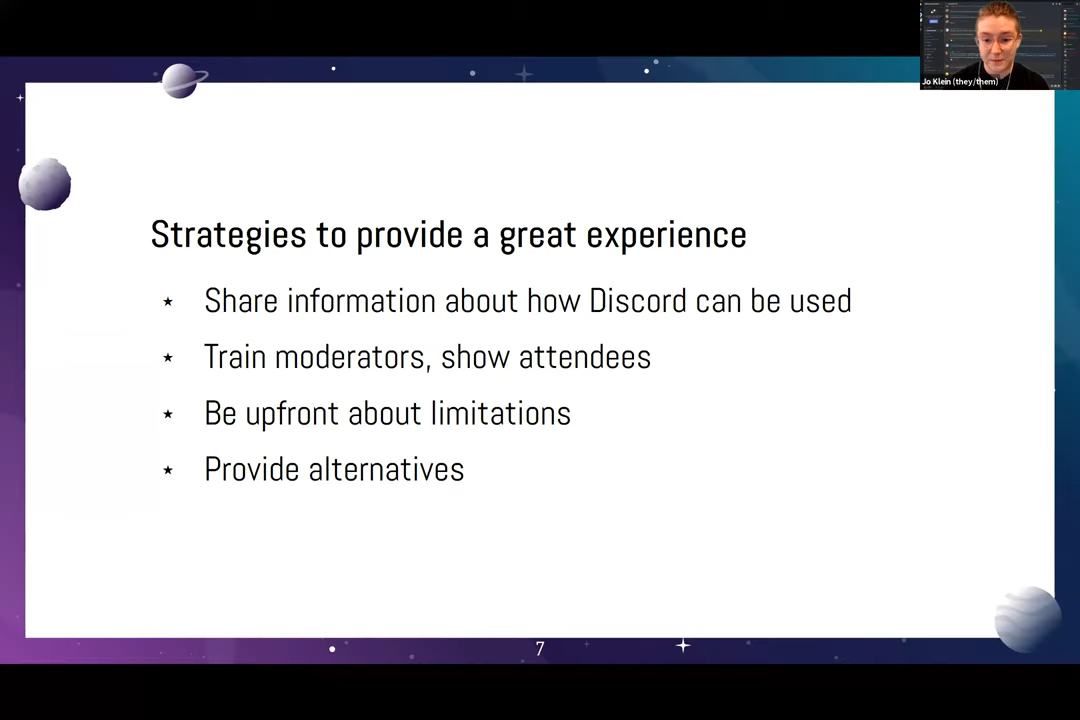 Jo Klein (they/them)
Strategies to provide a great experience
★ Share information about how Discord can be used
★ Train moderators, show attendees
★ Be upfront about limitations
★ Provide alternatives
7